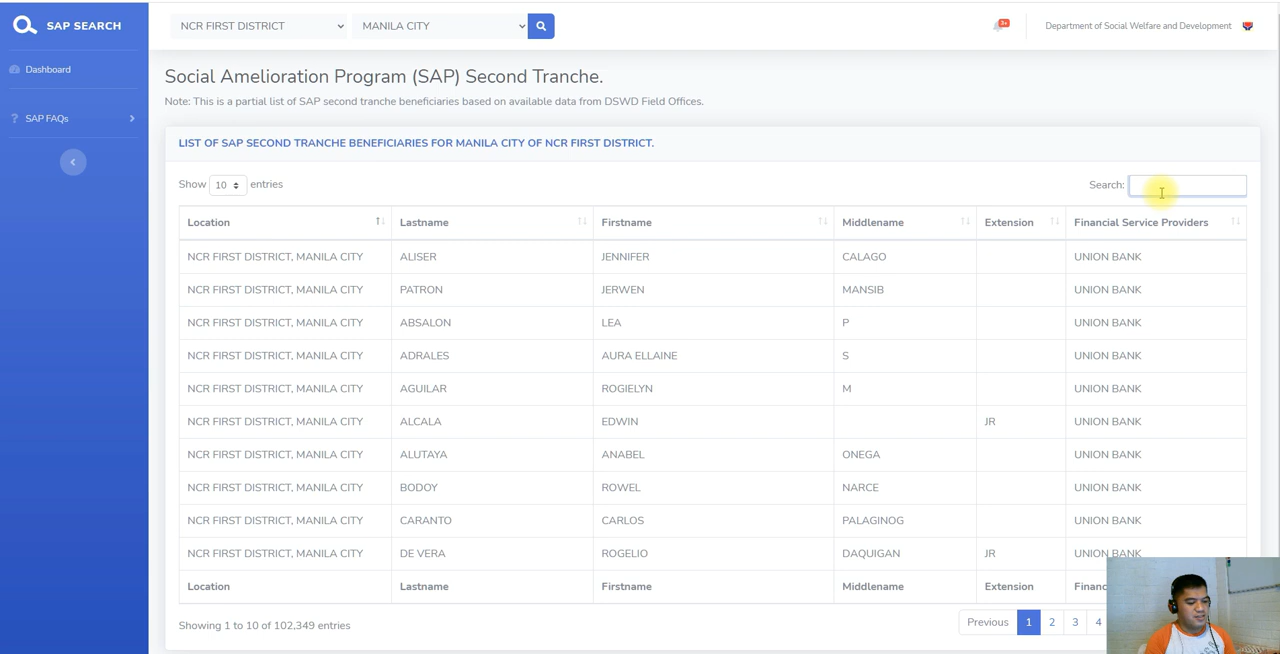 SAP SEARCH
NCR FIRST DISTRICT MANILA CITY 3+ Department of Social Welfare and Development
Dashboard
? SAP FAQs
Social Amelioration Program (SAP) Second Tranche.
Note: This is a partial list of SAP second tranche beneficiaries based on available data from DSWD Field Offices.
LIST OF SAP SECOND TRANCHE BENEFICIARIES FOR MANILA CITY OF NCR FIRST DISTRICT.
Show 10 entries Search:
Location Lastname Firstname Middlename Extension Financial Service Providers
NCR FIRST DISTRICT, MANILA CITY ALISER JENNIFER CALAGO UNION BANK
NCR FIRST DISTRICT, MANILA CITY PATRON JERWEN MANSIB UNION BANK
NCR FIRST DISTRICT, MANILA CITY ABSALON LEA P UNION BANK
NCR FIRST DISTRICT, MANILA CITY ADRALES AURA ELLAINE S UNION BANK
NCR FIRST DISTRICT, MANILA CITY AGUILAR ROGIELYN M UNION BANK
NCR FIRST DISTRICT, MANILA CITY ALCALA EDWIN JR UNION BANK
NCR FIRST DISTRICT, MANILA CITY ALUTAYA ANABEL ONEGA UNION BANK
NCR FIRST DISTRICT, MANILA CITY BODOY ROWEL NARCE UNION BANK
NCR FIRST DISTRICT, MANILA CITY CARANTO CARLOS PALAGINOG UNION BANK
NCR FIRST DISTRICT, MANILA CITY DE VERA ROGELIO DAQUIGAN JR UNION BANK
Location Lastname Firstname Middlename Extension Financ
Showing 1 to 10 of 102,349 entries Previous 1 2 3 4